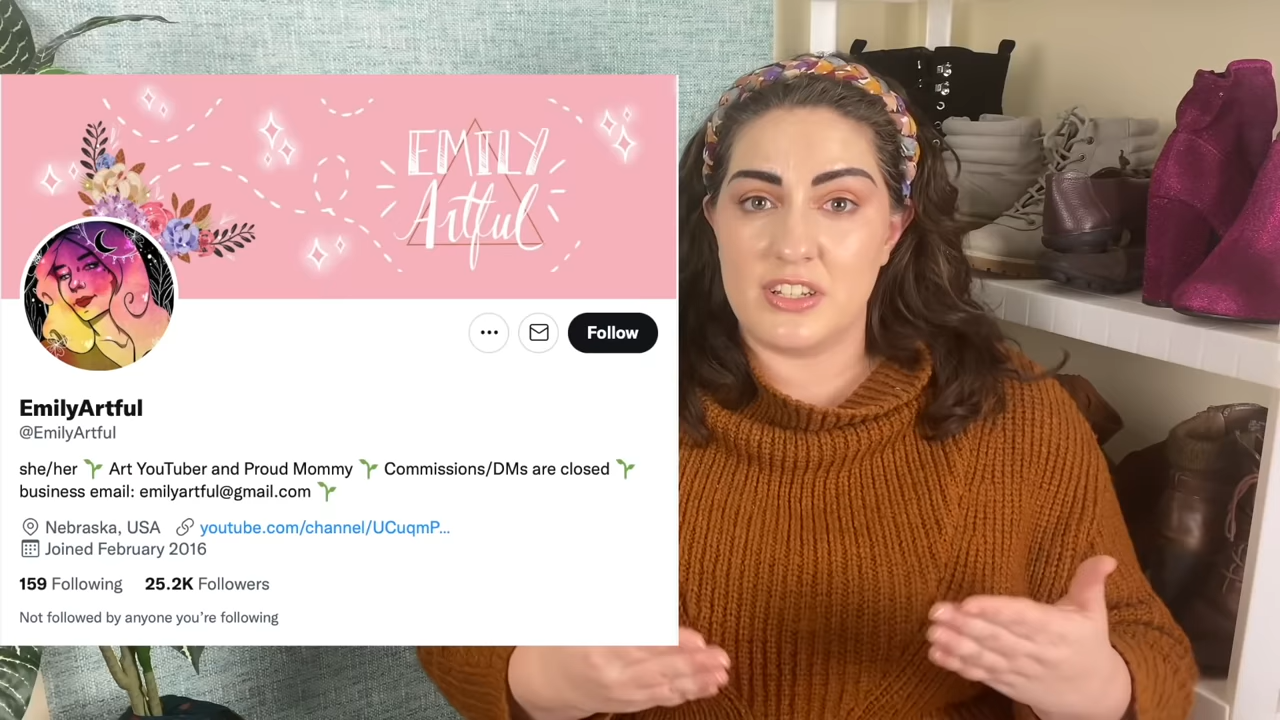 EMILY
Artful
Follow
EmilyArtful
@EmilyArtful
she/her 🌱 Art YouTuber and Proud Mommy 🌱 Commissions/DMs are closed 🌱
business email: emilyartful@gmail.com 🌱
Nebraska, USA youtube.com/channel/UCuqmP...
Joined February 2016
159 Following 25.2K Followers
Not followed by anyone you’re following